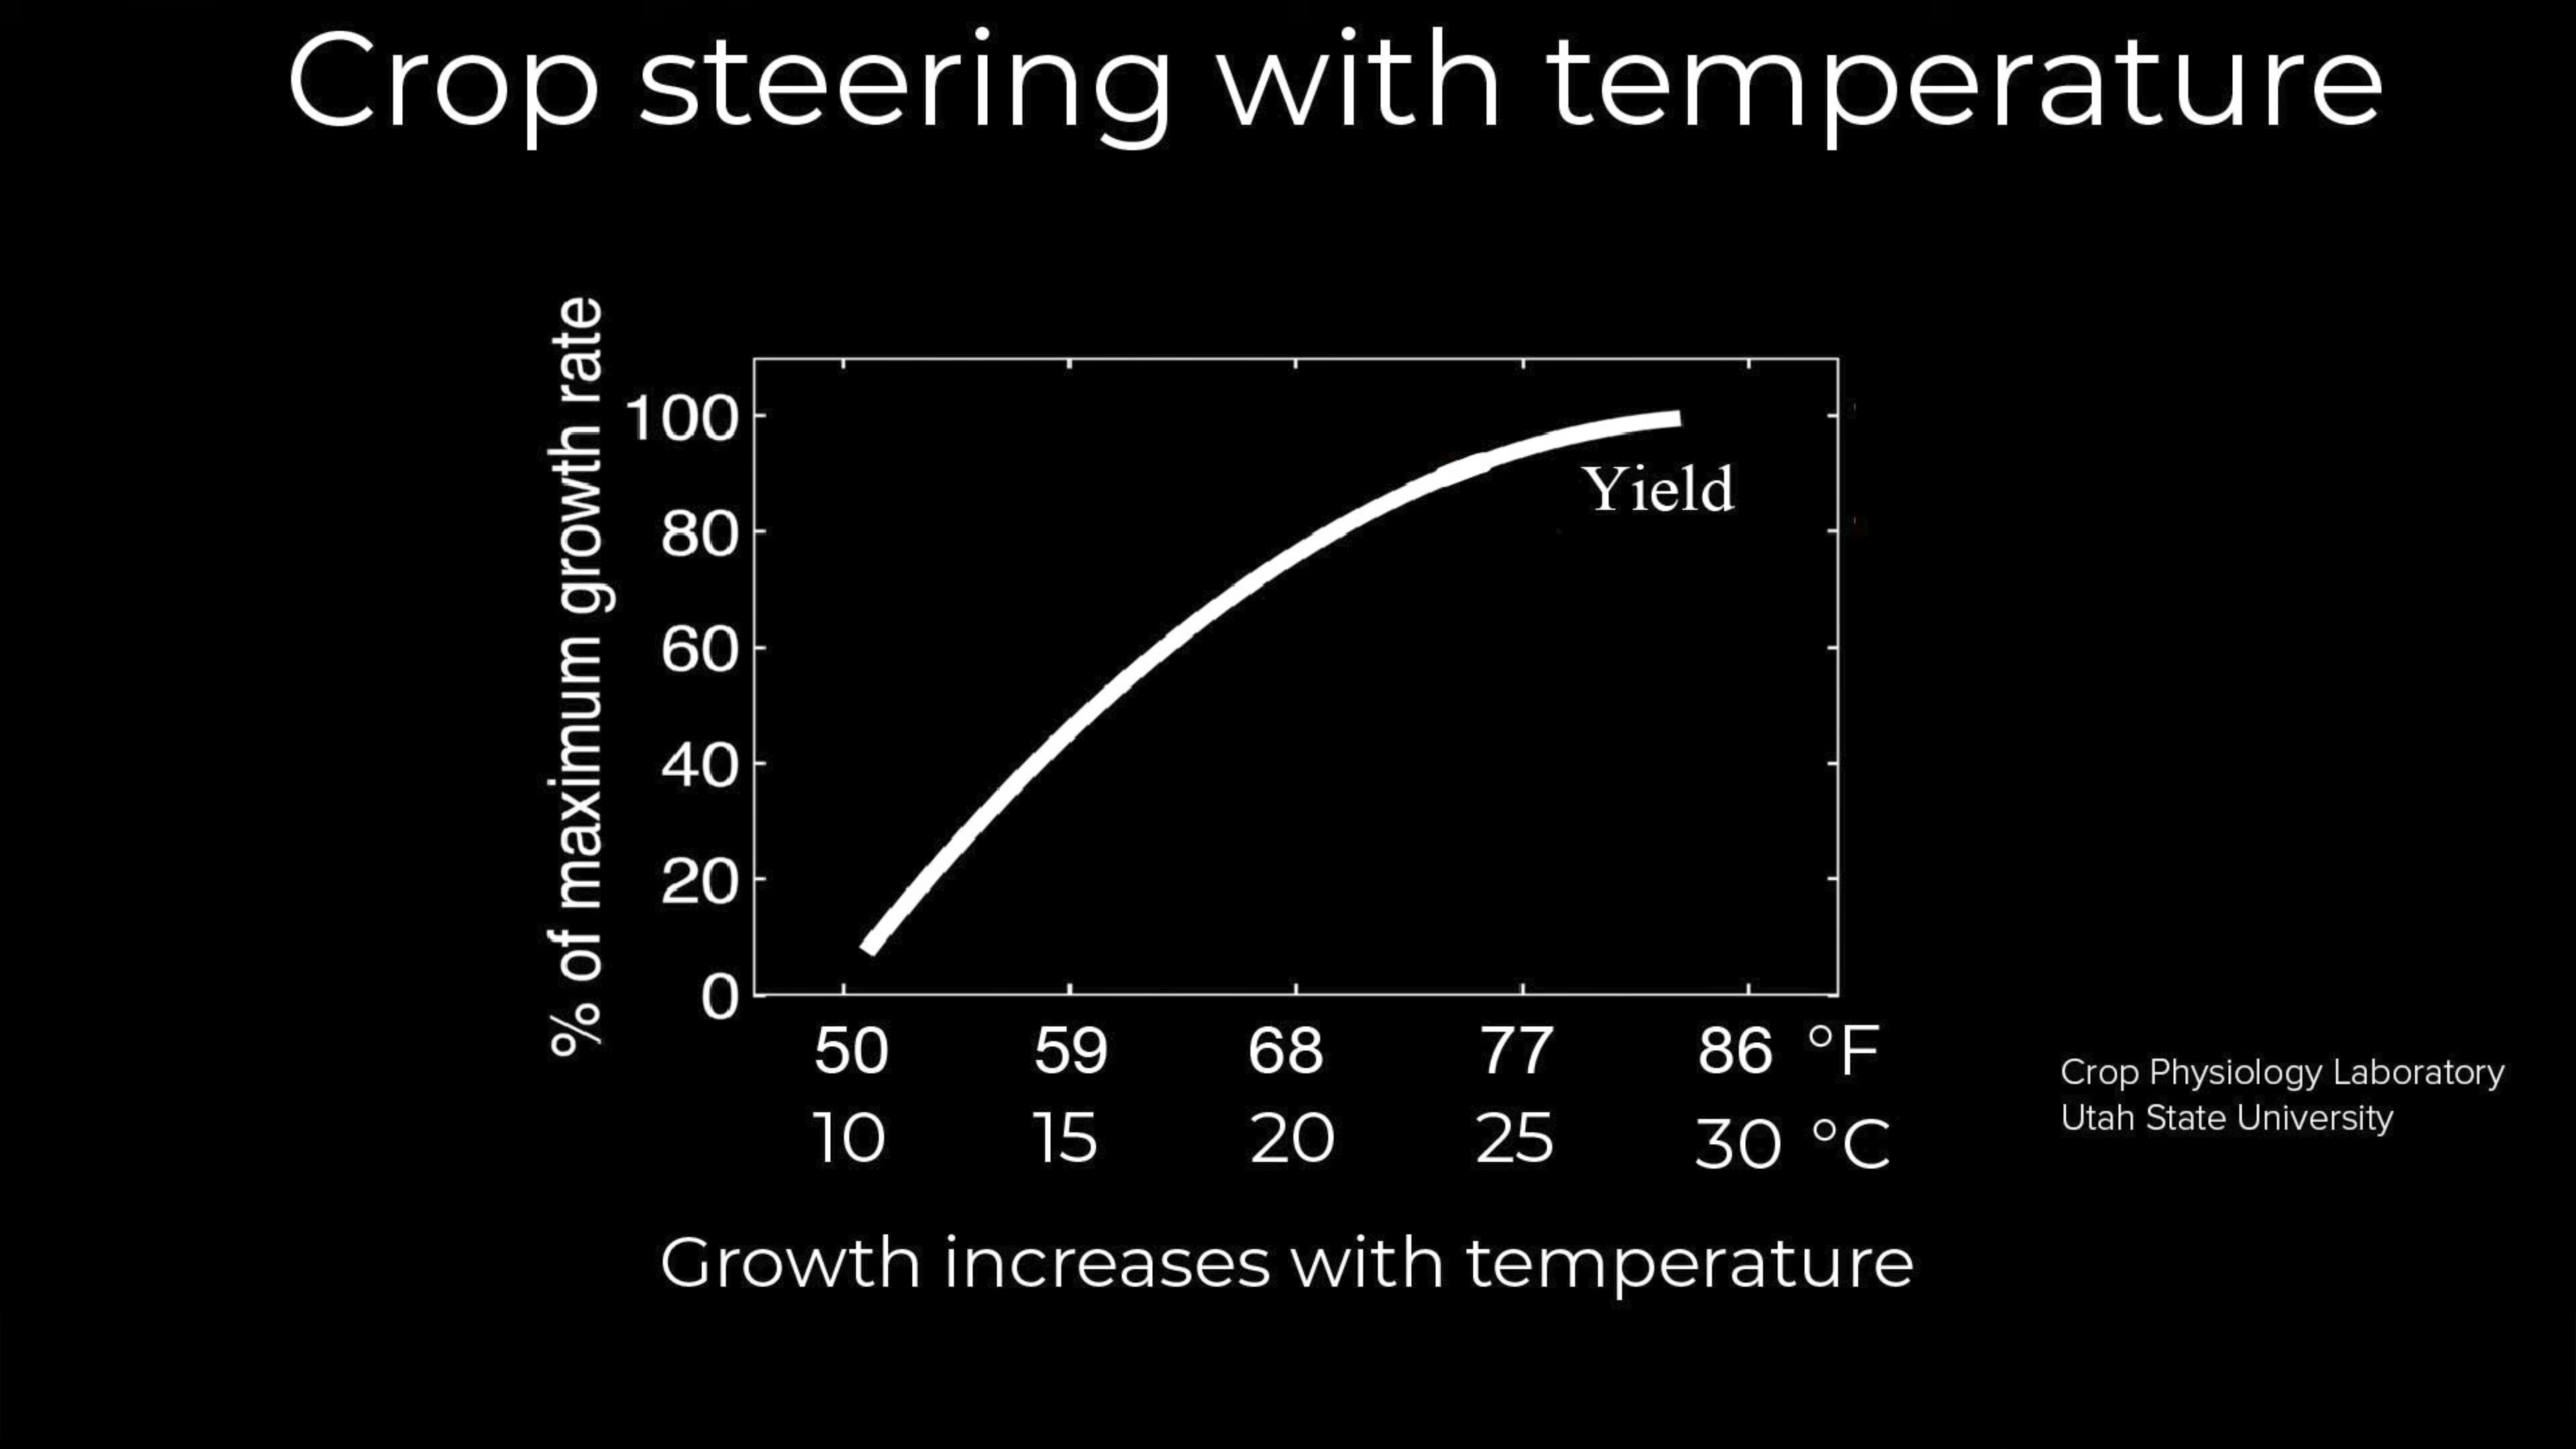 Crop steering with temperature
% of maximum growth rate
100
80
60
40
20
0
Yield
50 59 68 77 86 °F
10 15 20 25 30 °C
Crop Physiology Laboratory
Utah State University
Growth increases with temperature